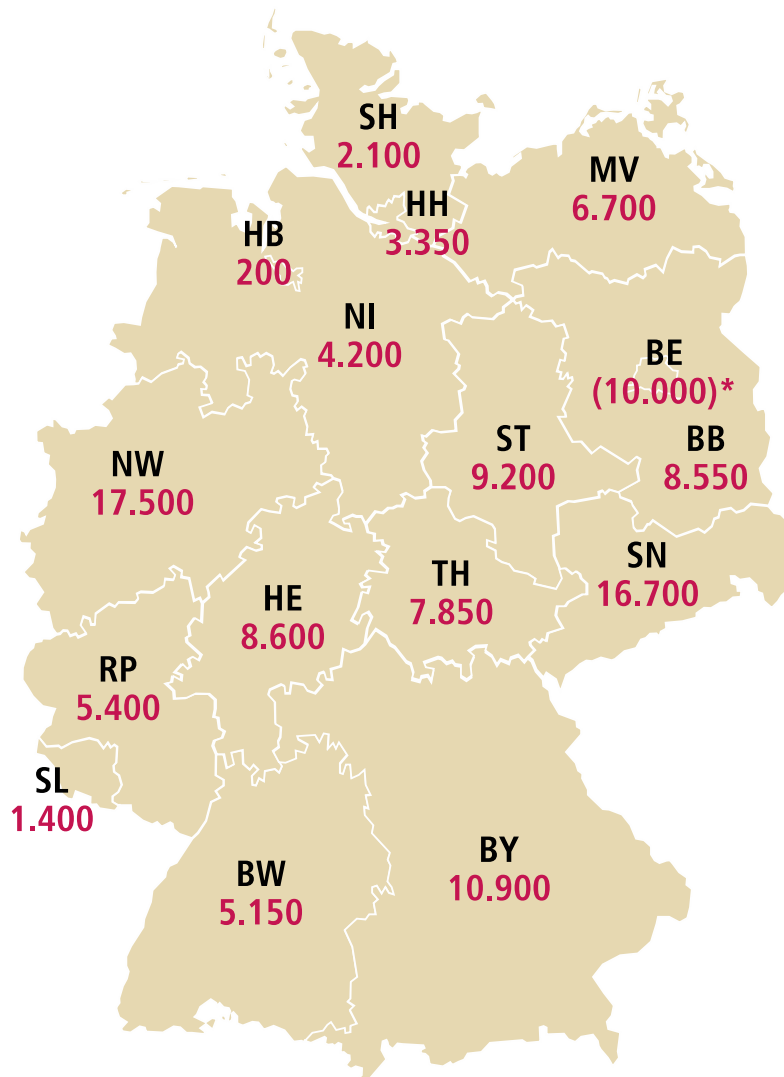 SH
2.100
MV
6.700
HH
3.350
HB
200
NI
4.200
BE
(10.000)*
ST
9.200
BB
8.550
NW
17.500
SN
16.700
TH
7.850
HE
8.600
RP
5.400
SL
1.400
BY
10.900
BW
5.150